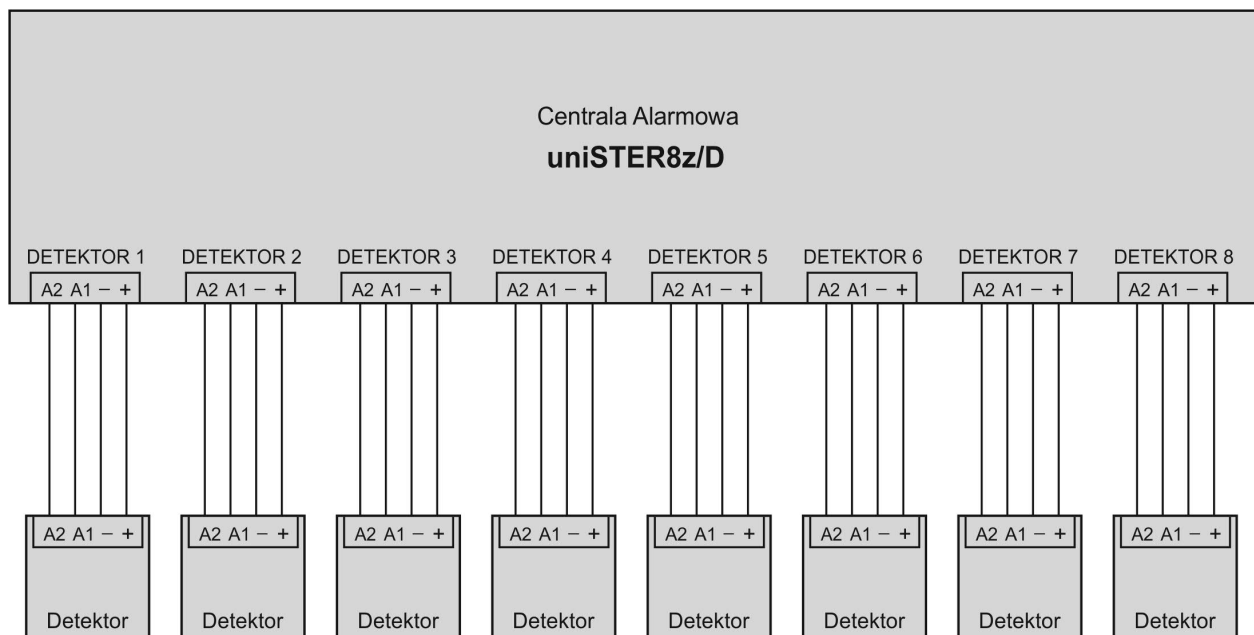 Centrala Alarmowa
uniSTER8z/D
DETEKTOR 1 DETEKTOR 2 DETEKTOR 3 DETEKTOR 4 DETEKTOR 5 DETEKTOR 6 DETEKTOR 7 DETEKTOR 8
A2 A1 − + A2 A1 − + A2 A1 − + A2 A1 − + A2 A1 − + A2 A1 − + A2 A1 − + A2 A1 − +
A2 A1 − + A2 A1 − + A2 A1 − + A2 A1 − + A2 A1 − + A2 A1 − + A2 A1 − + A2 A1 − +
Detektor Detektor Detektor Detektor Detektor Detektor Detektor Detektor